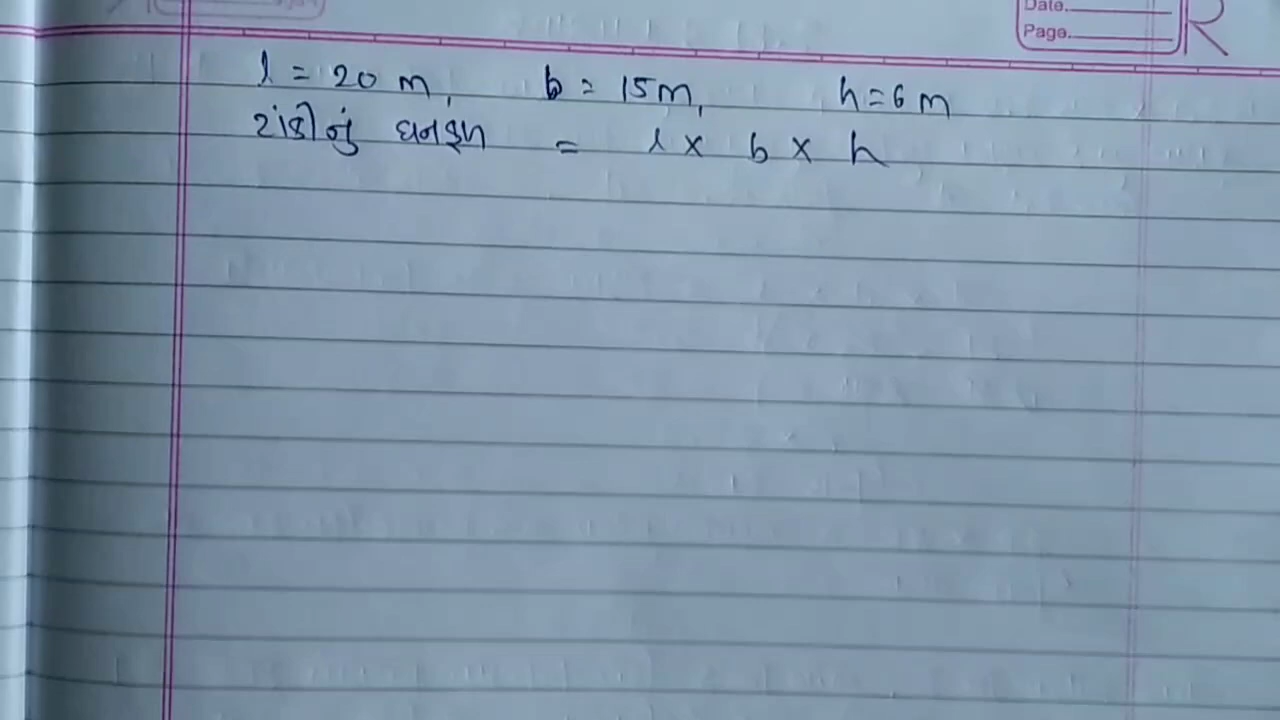 Date.
Page.
l = 20 m, b = 15m, h = 6 m
ટાંકીનું ઘનફળ = l × b × h